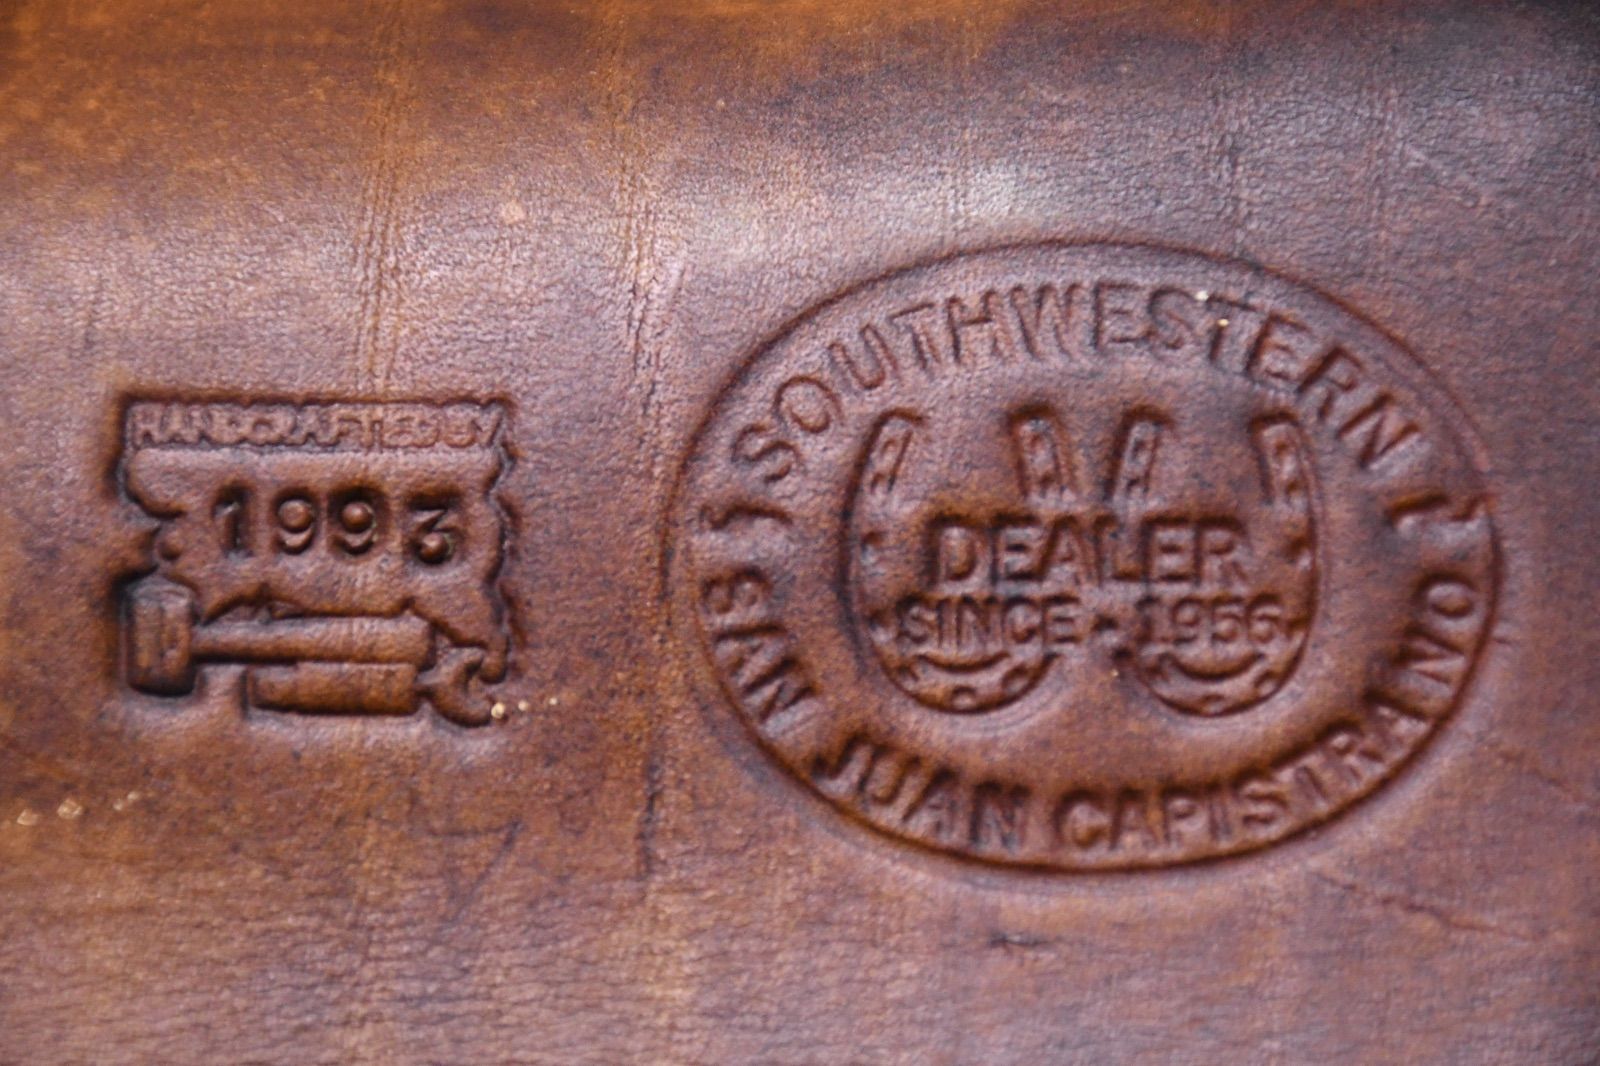 HANDCRAFTED BY
1993
SOUTHWESTERN
DEALER
SINCE 1956
SAN JUAN CAPISTRANO